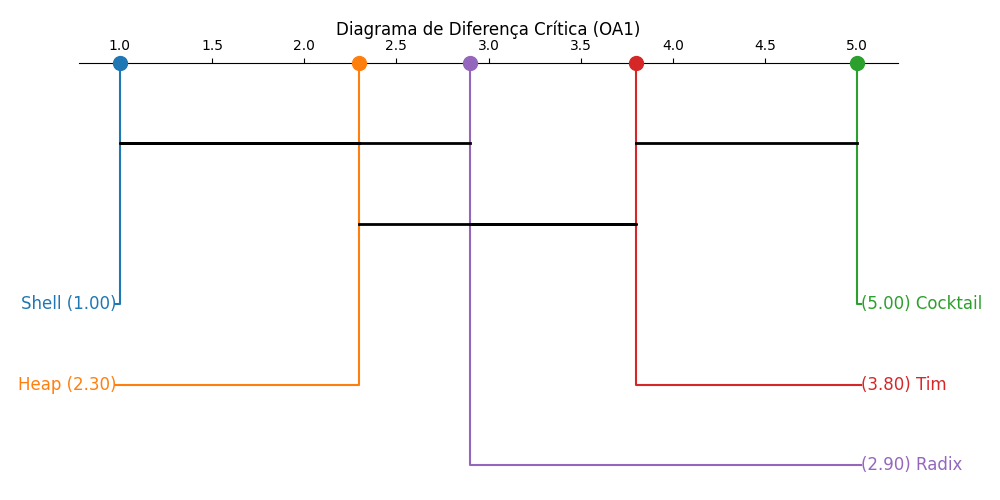 Diagrama de Diferença Crítica (OA1)
1.0 1.5 2.0 2.5 3.0 3.5 4.0 4.5 5.0
Shell (1.00) (5.00) Cocktail
Heap (2.30) (3.80) Tim
(2.90) Radix